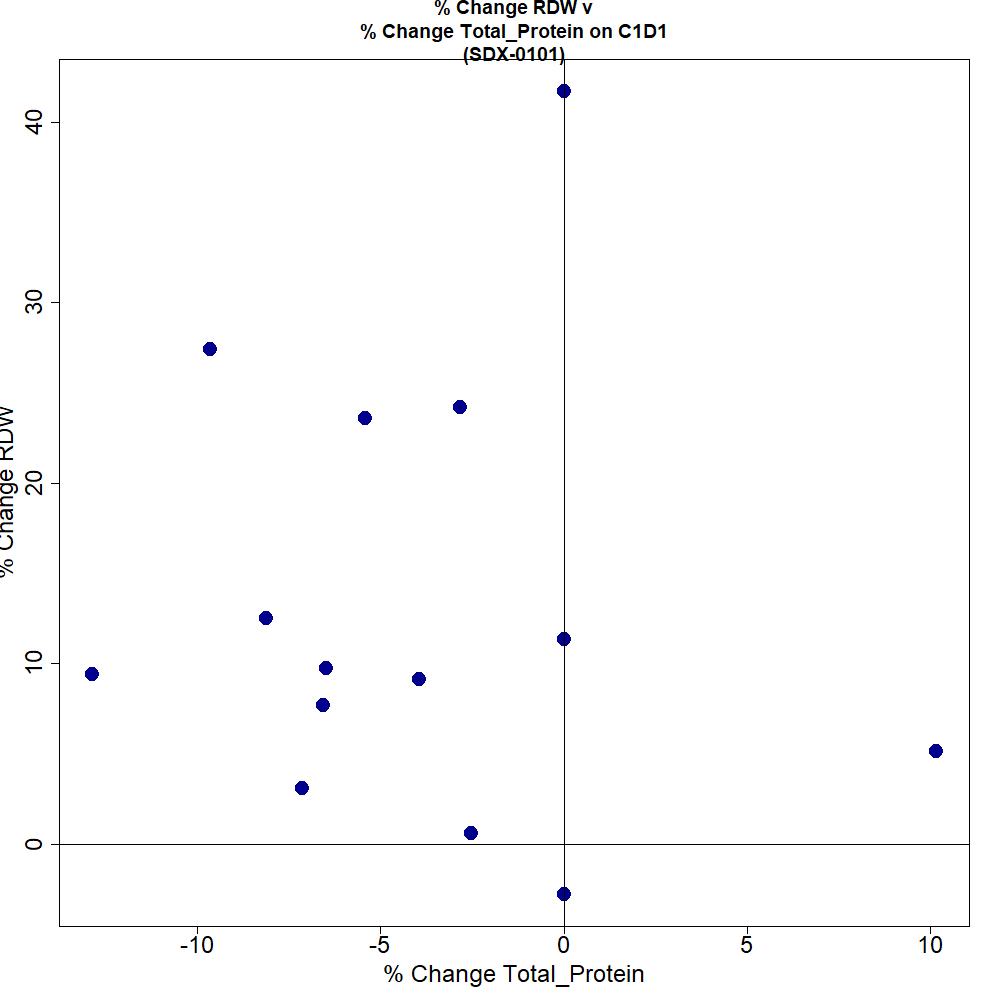 % Change RDW v
% Change Total_Protein on C1D1
(SDX-0101)
% Change RDW
40
30
20
10
0
-10
-5
0
5
10
% Change Total_Protein